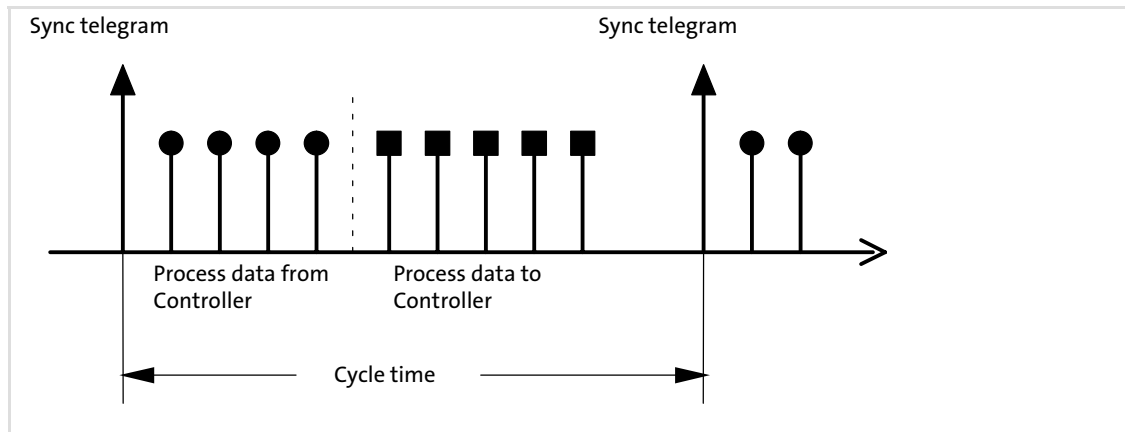 Sync telegram
Sync telegram
Process data from
Controller
Process data to
Controller
Cycle time